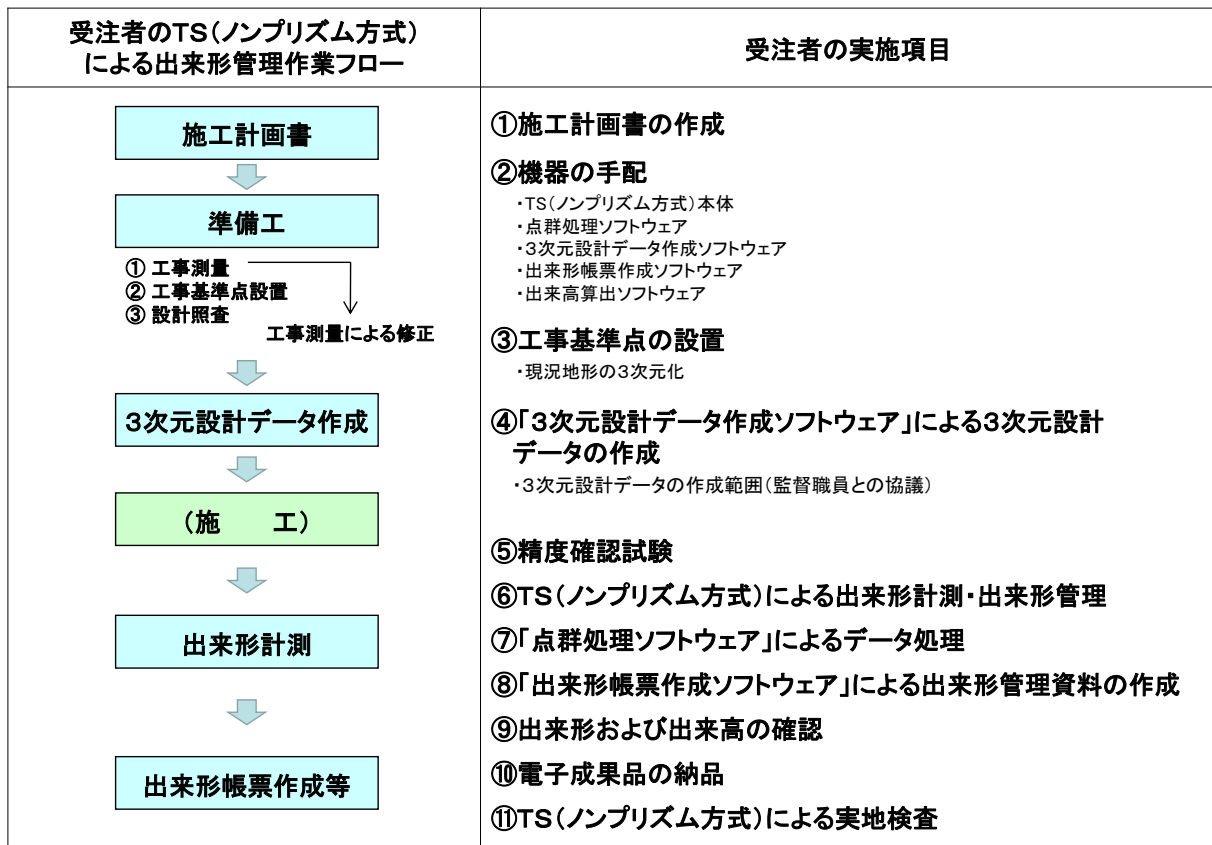 受注者のTS(ノンプリズム方式)
による出来形管理作業フロー
受注者の実施項目
施工計画書
準備工
① 工事測量
② 工事基準点設置
③ 設計照査
工事測量による修正
3次元設計データ作成
(施　　工)
出来形計測
出来形帳票作成等
①施工計画書の作成
②機器の手配
・TS(ノンプリズム方式)本体
・点群処理ソフトウェア
・3次元設計データ作成ソフトウェア
・出来形帳票作成ソフトウェア
・出来高算出ソフトウェア
③工事基準点の設置
・現況地形の3次元化
④「3次元設計データ作成ソフトウェア」による3次元設計
データの作成
・3次元設計データの作成範囲(監督職員との協議)
⑤精度確認試験
⑥TS(ノンプリズム方式)による出来形計測・出来形管理
⑦「点群処理ソフトウェア」によるデータ処理
⑧「出来形帳票作成ソフトウェア」による出来形管理資料の作成
⑨出来形および出来高の確認
⑩電子成果品の納品
⑪TS(ノンプリズム方式)による実地検査